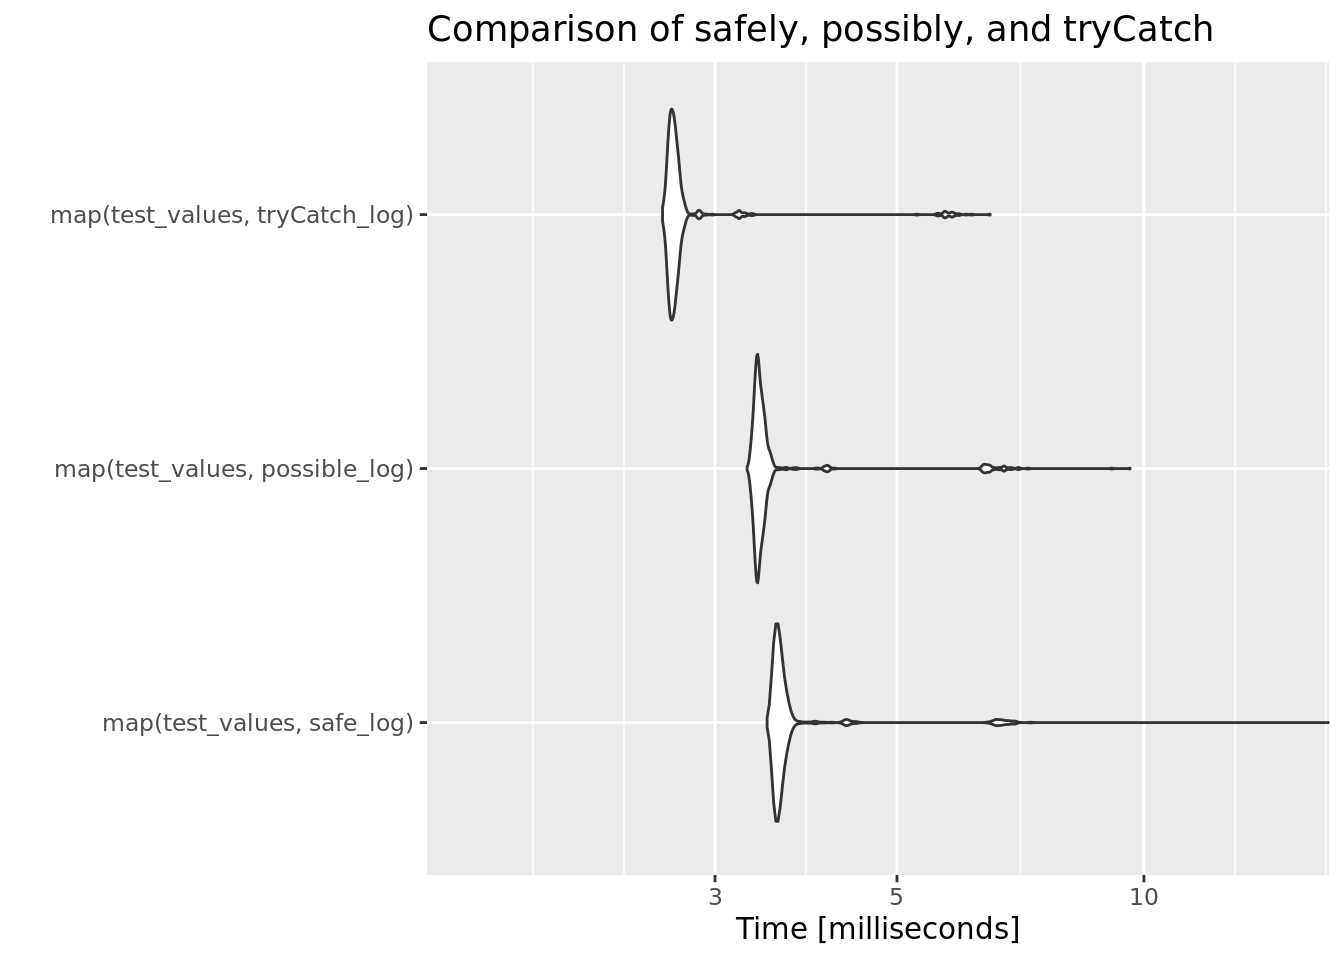 Comparison of safely, possibly, and tryCatch
map(test_values, tryCatch_log)
map(test_values, possible_log)
map(test_values, safe_log)
3 5 10
Time [milliseconds]